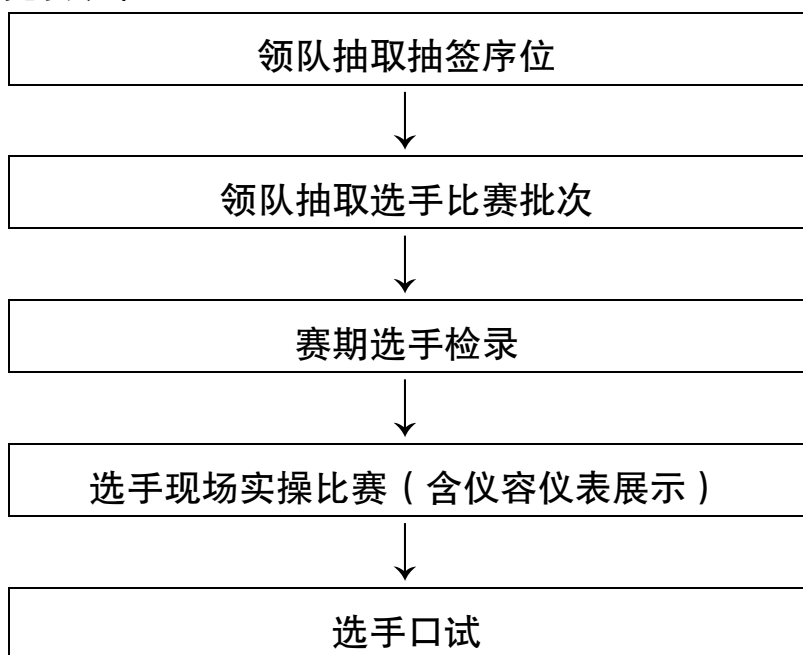 领队抽取抽签序位
领队抽取选手比赛批次
赛期选手检录
选手现场实操比赛（含仪容仪表展示）
选手口试